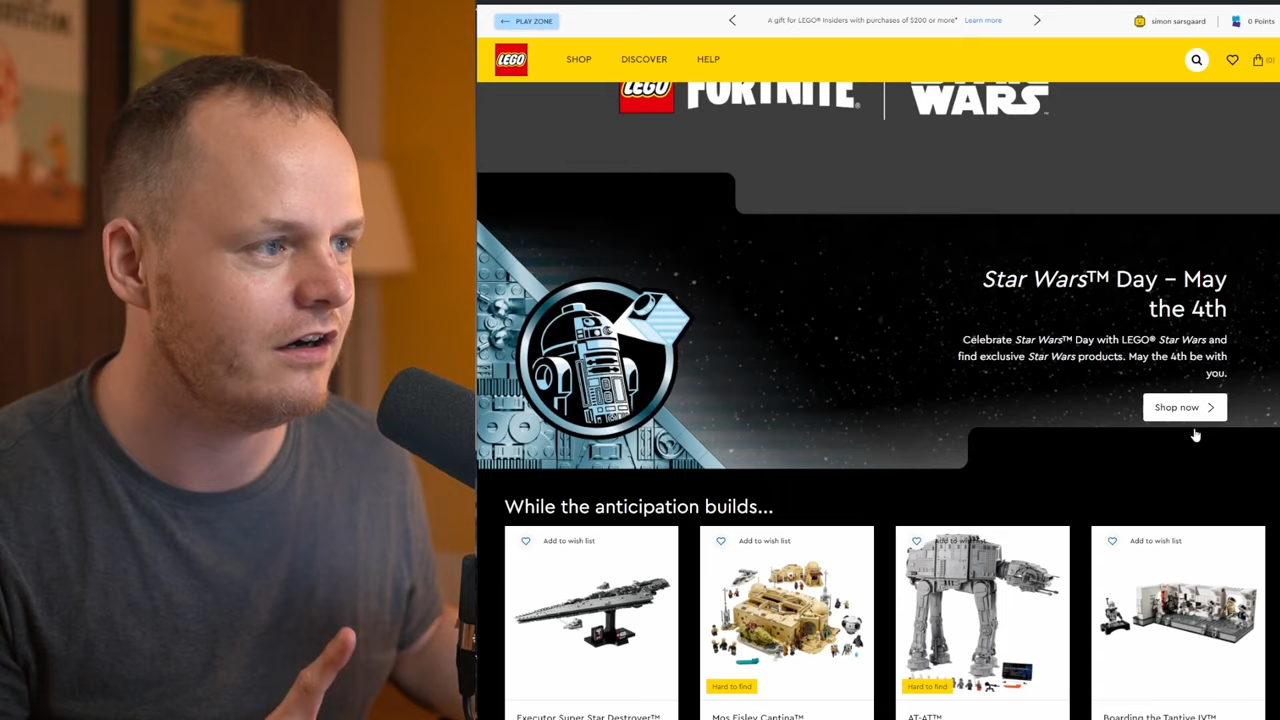 ← PLAY ZONE
A gift for LEGO® Insiders with purposes of $200 or more* Learn more
simon sarsgaard
0 Points
LEGO
SHOP
DISCOVER
HELP
(0)
LEGO FORTNITE® | STAR WARS™
Star Wars™ Day – May
the 4th
Celebrate Star Wars™ Day with LEGO® Star Wars and
find exclusive Star Wars products. May the 4th be with
you.
Shop now
While the anticipation builds...
Add to wish list
Add to wish list
Add to wish list
Add to wish list
Hard to find
Hard to find
Executor Super Star Destroyer™
Mos Eisley Cantina™
AT-AT™
Boarding the Tantive IV™